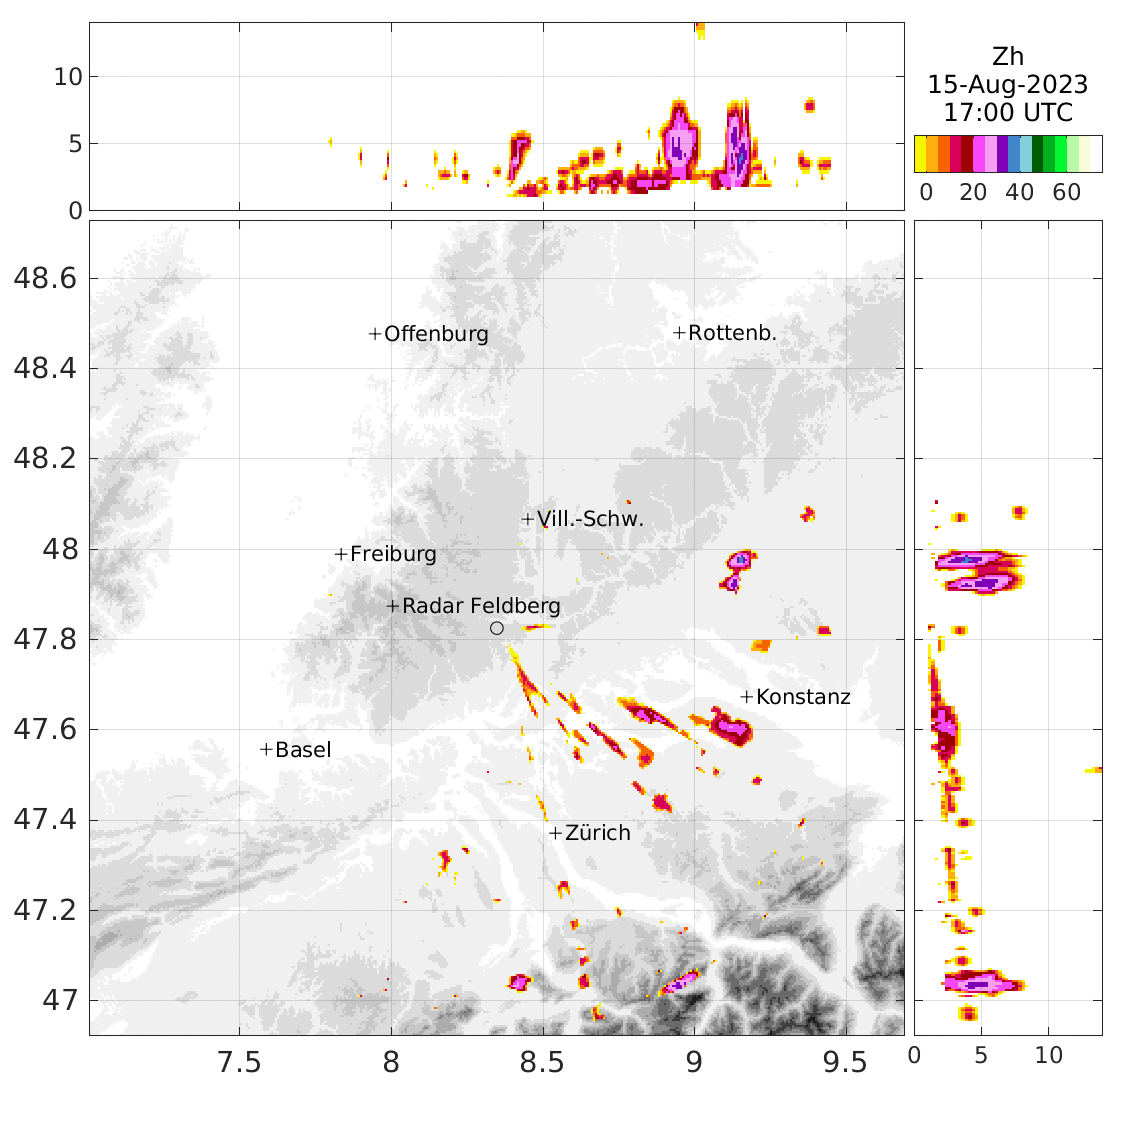 Zh
15-Aug-2023
17:00 UTC
10
5
0
0 20 40 60
48.6
48.4
48.2
48
47.8
47.6
47.4
47.2
47
+Offenburg
+Rottenb.
+Vill.-Schw.
+Freiburg
+Radar Feldberg
+Konstanz
+Basel
+Zürich
7.5 8 8.5 9 9.5
0 5 10